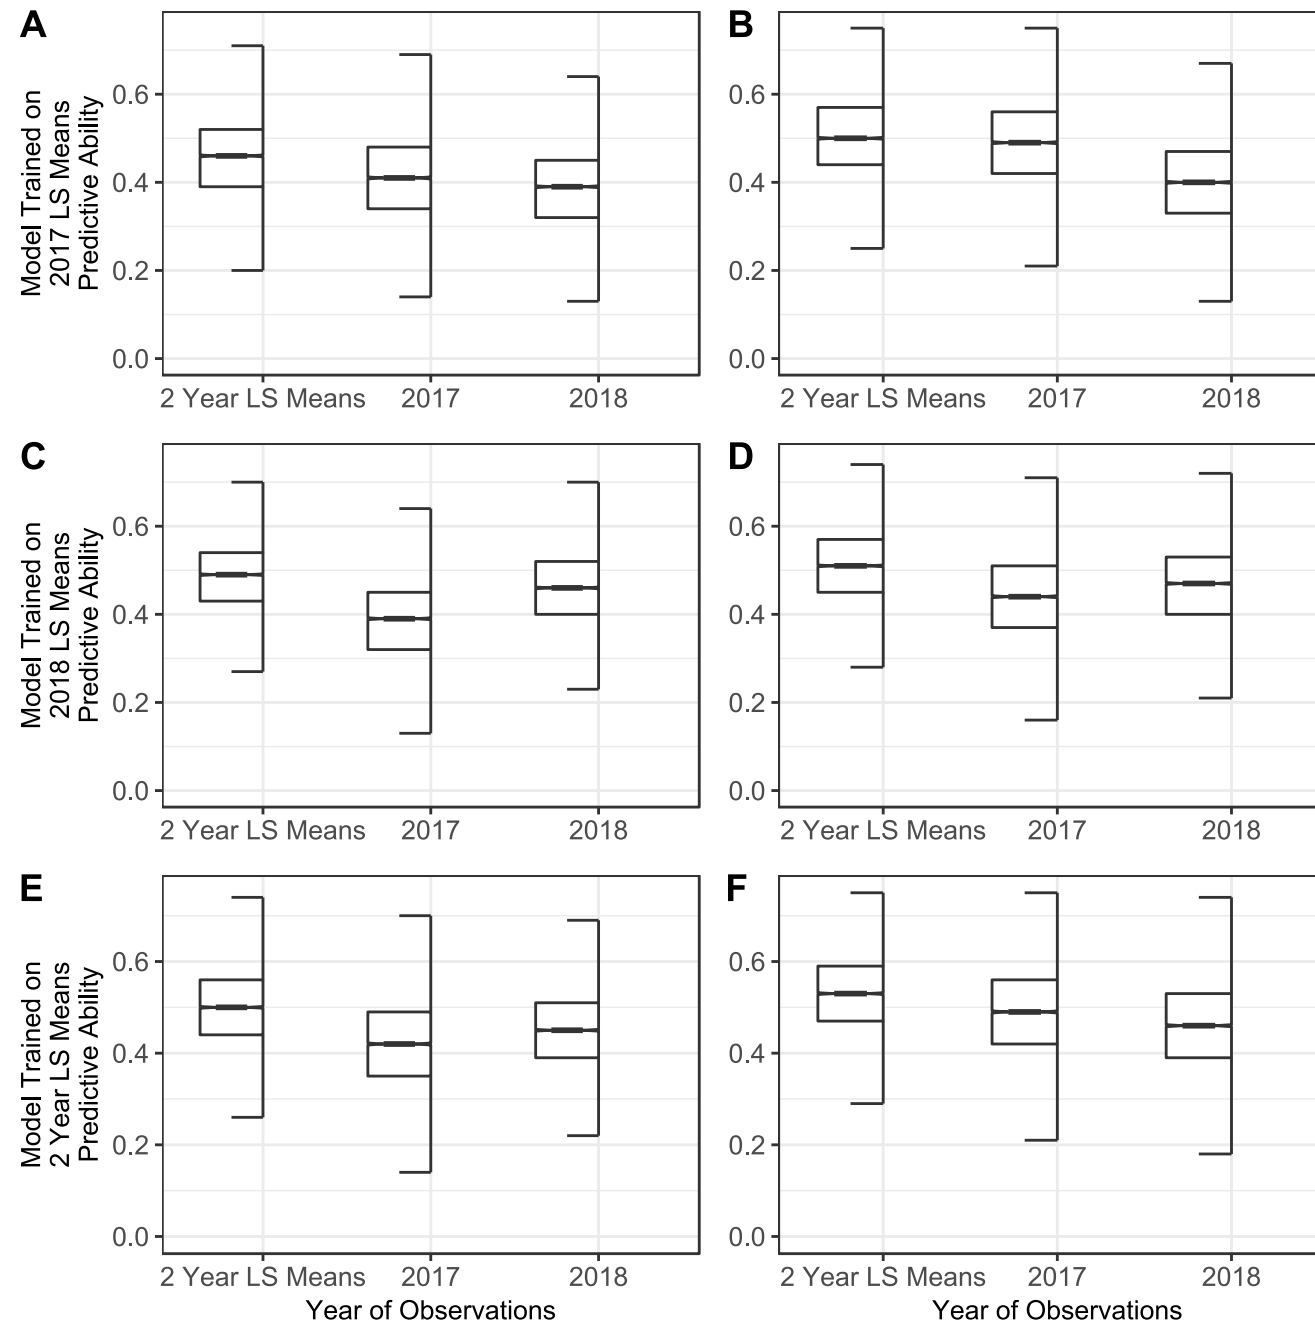 A
B
Model Trained on
2017 LS Means
Predictive Ability
0.6
0.4
0.2
0.0
2 Year LS Means 2017 2018
0.6
0.4
0.2
0.0
2 Year LS Means 2017 2018
C
D
Model Trained on
2018 LS Means
Predictive Ability
0.6
0.4
0.2
0.0
2 Year LS Means 2017 2018
0.6
0.4
0.2
0.0
2 Year LS Means 2017 2018
E
F
Model Trained on
2 Year LS Means
Predictive Ability
0.6
0.4
0.2
0.0
2 Year LS Means 2017 2018
Year of Observations
0.6
0.4
0.2
0.0
2 Year LS Means 2017 2018
Year of Observations